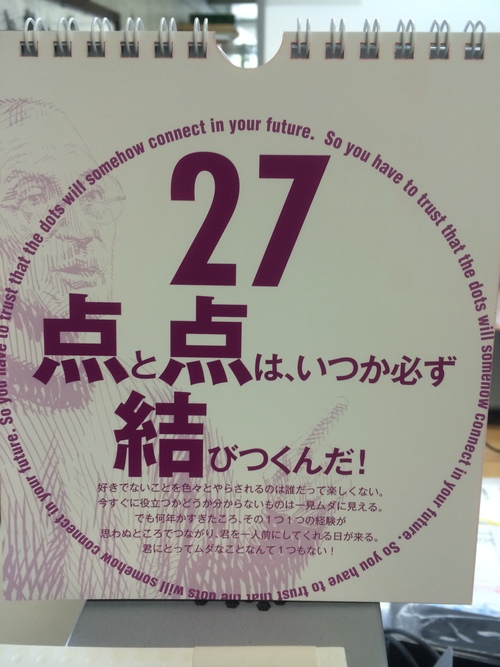 So you have to trust that the dots will somehow connect in your future. So you have to trust that the dots will somehow connect in your future. So you have to trust that the dots will somehow connect in your future.
27
点と点は、いつか必ず
結びつくんだ！
好きでないことを色々とやらされるのは誰だって楽しくない。
今すぐに役立つかどうか分からないものは一見ムダに見える。
でも何年かすぎたころ、その1つ1つの経験が
思わぬところでつながり、君を一人前にしてくれる日が来る。
君にとってムダなことなんて1つもない！